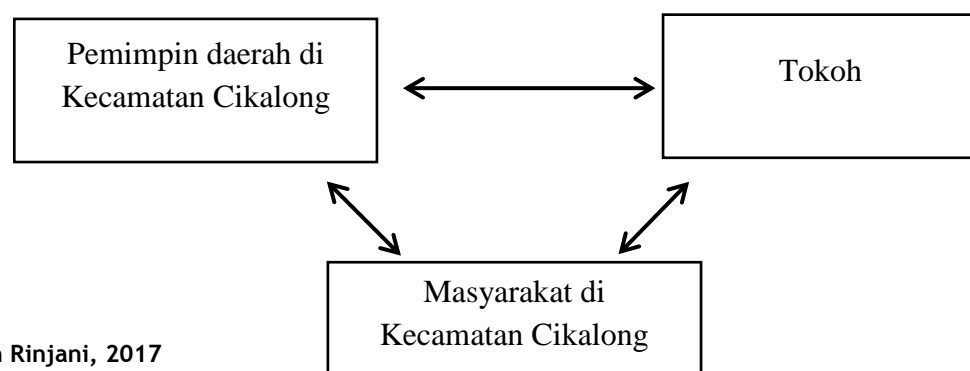 Pemimpin daerah di
Kecamatan Cikalong
Tokoh
Masyarakat di
Kecamatan Cikalong
Rinjani, 2017